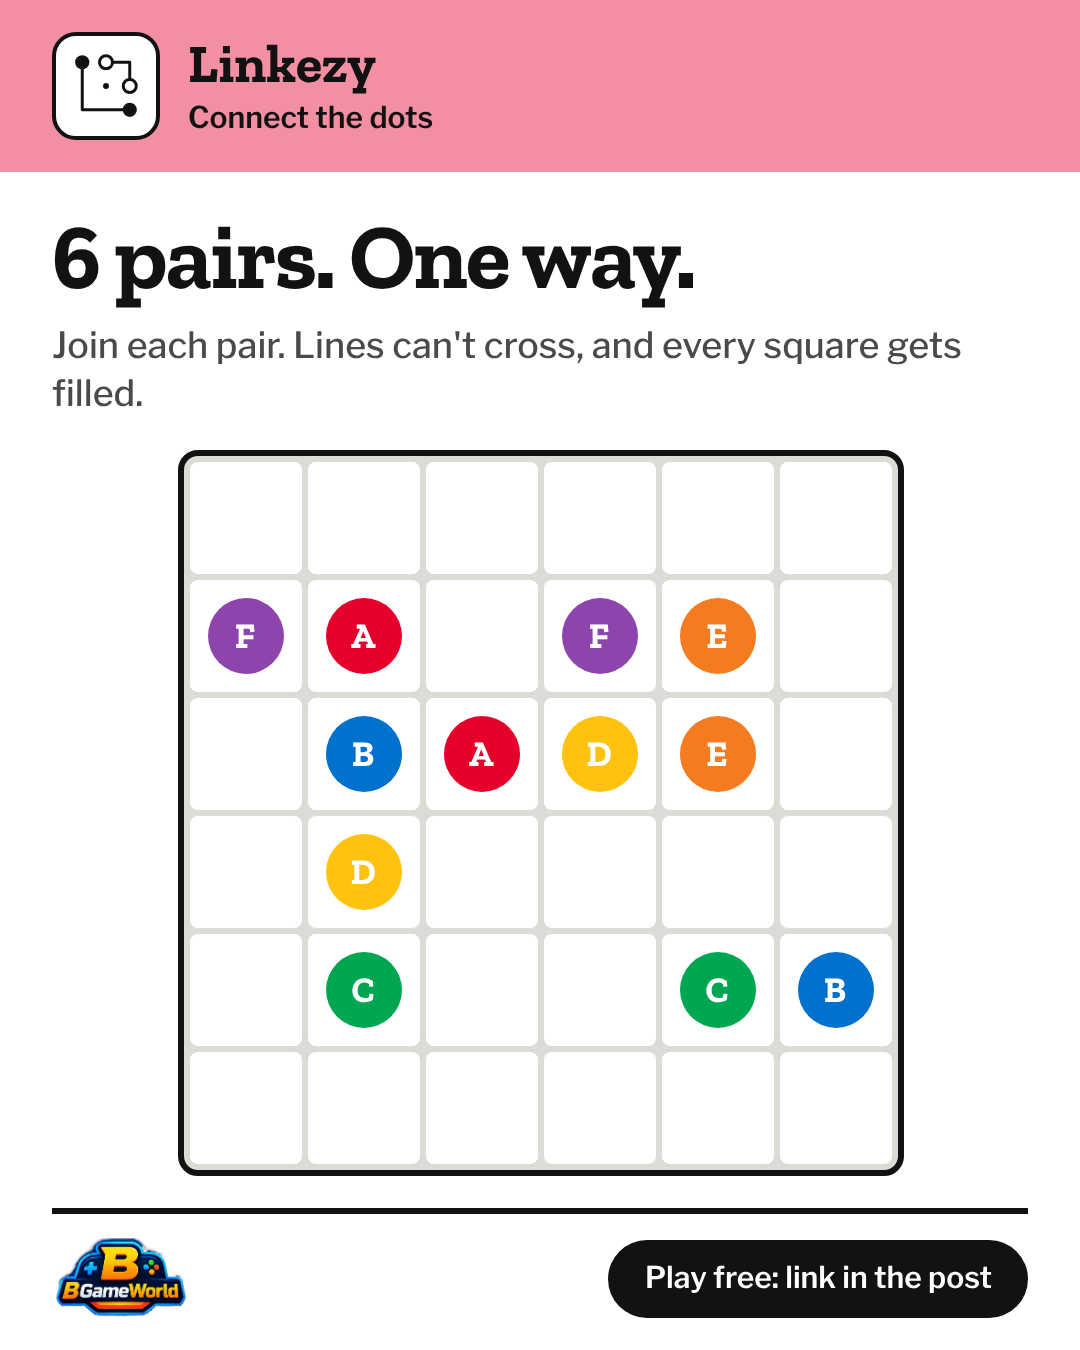 Linkezy
Connect the dots
6 pairs. One way.
Join each pair. Lines can't cross, and every square gets
filled.
F A F E
B A D E
D
C C B
B
BGameWorld
Play free: link in the post